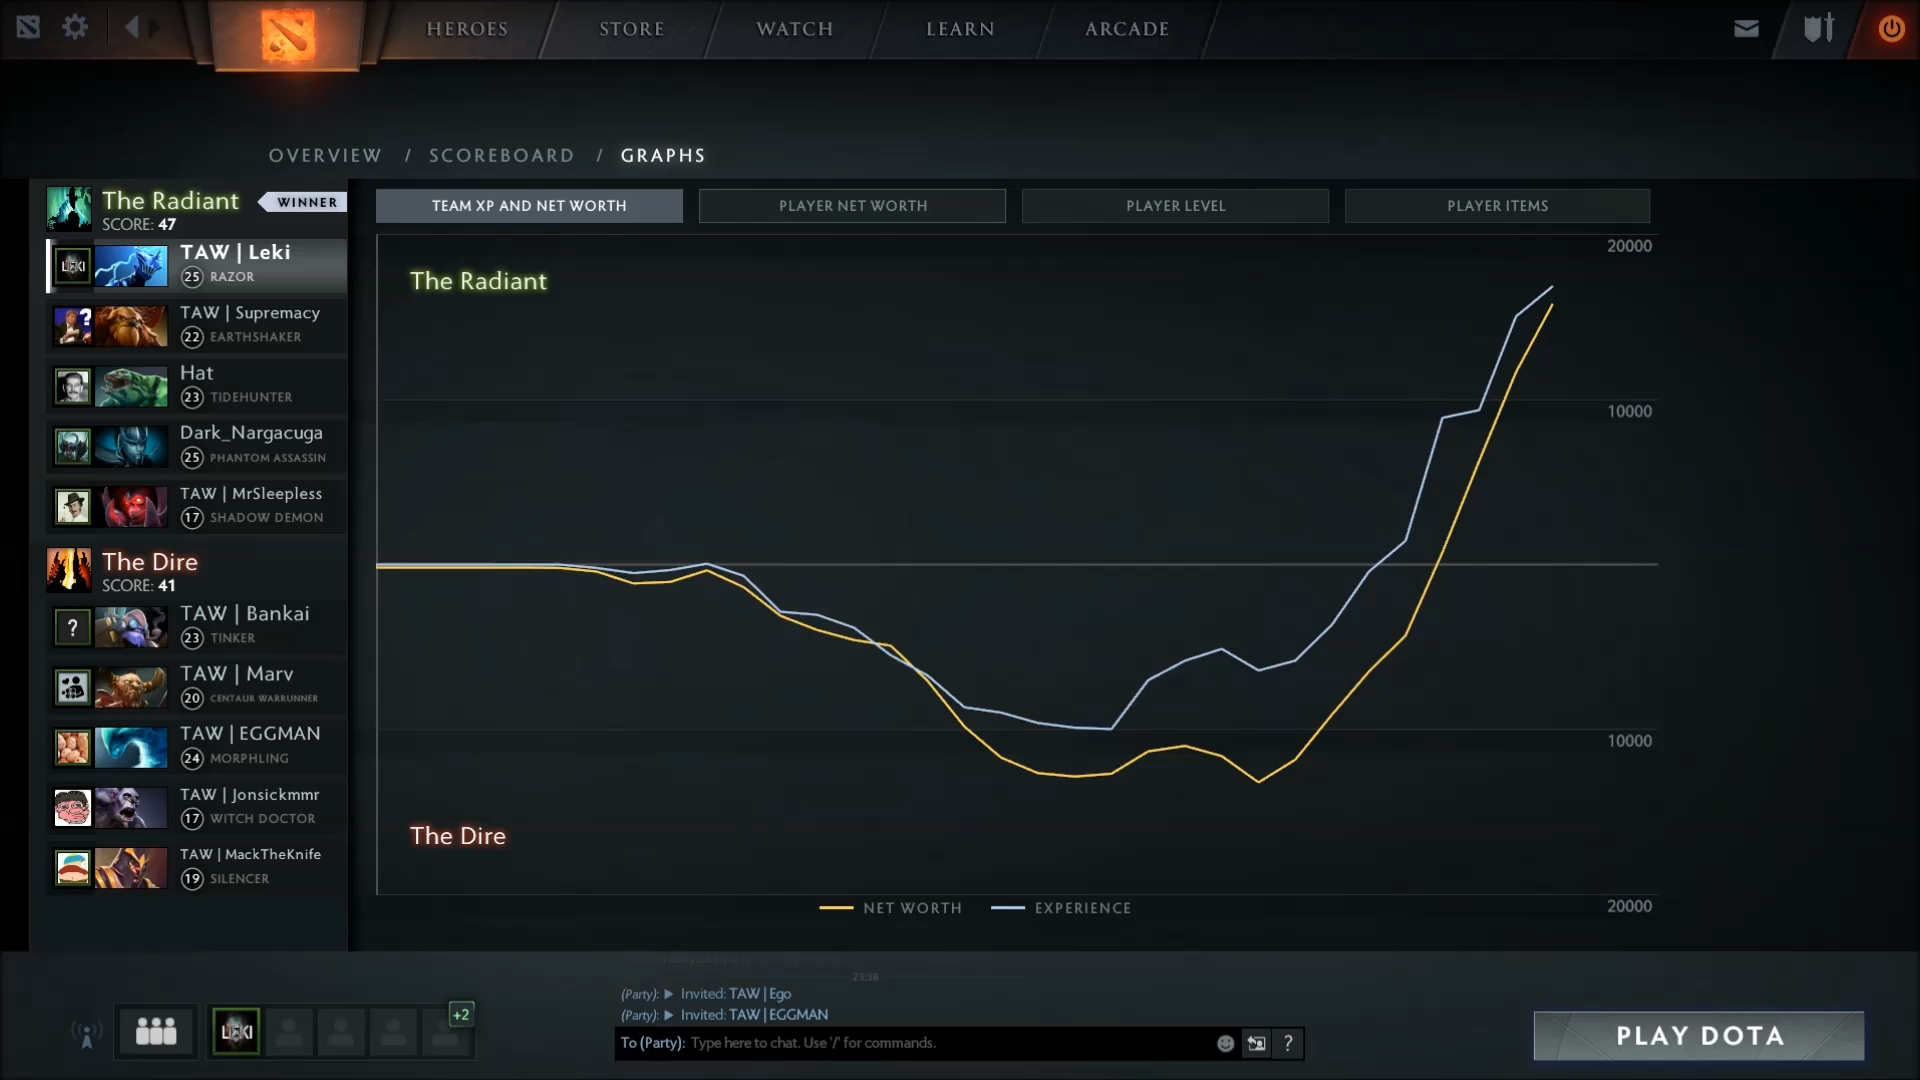 HEROES
STORE
WATCH
LEARN
ARCADE
OVERVIEW / SCOREBOARD / GRAPHS
The Radiant
WINNER
SCORE: 47
LEKI
TAW | Leki
25 RAZOR
?
TAW | Supremacy
22 EARTHSHAKER
Hat
23 TIDEHUNTER
Dark_Nargacuga
25 PHANTOM ASSASSIN
TAW | MrSleepless
17 SHADOW DEMON
The Dire
SCORE: 41
?
TAW | Bankai
23 TINKER
TAW | Marv
20 CENTAUR WARRUNNER
TAW | EGGMAN
24 MORPHLING
TAW | Jonsickmmr
17 WITCH DOCTOR
TAW | MackTheKnife
19 SILENCER
TEAM XP AND NET WORTH
PLAYER NET WORTH
PLAYER LEVEL
PLAYER ITEMS
20000
The Radiant
10000
10000
The Dire
20000
NET WORTH
EXPERIENCE
23:38
(Party): Invited: TAW | Ego
(Party): Invited: TAW | EGGMAN
To (Party): Type here to chat. Use '/' for commands.
?
LEKI
+2
PLAY DOTA